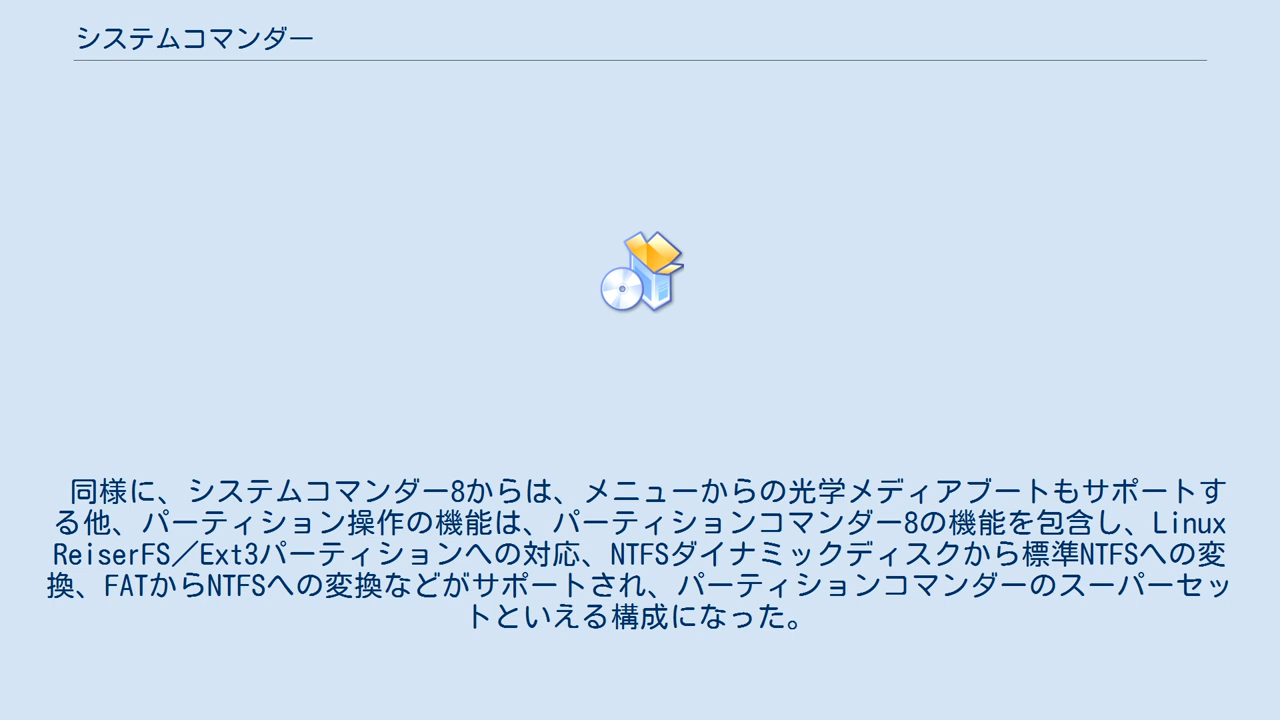 システムコマンダー
同様に、システムコマンダー8からは、メニューからの光学メディアブートもサポートす
る他、パーティション操作の機能は、パーティションコマンダー8の機能を包含し、Linux
ReiserFS／Ext3パーティションへの対応、NTFSダイナミックディスクから標準NTFSへの変
換、FATからNTFSへの変換などがサポートされ、パーティションコマンダーのスーパーセッ
トといえる構成になった。